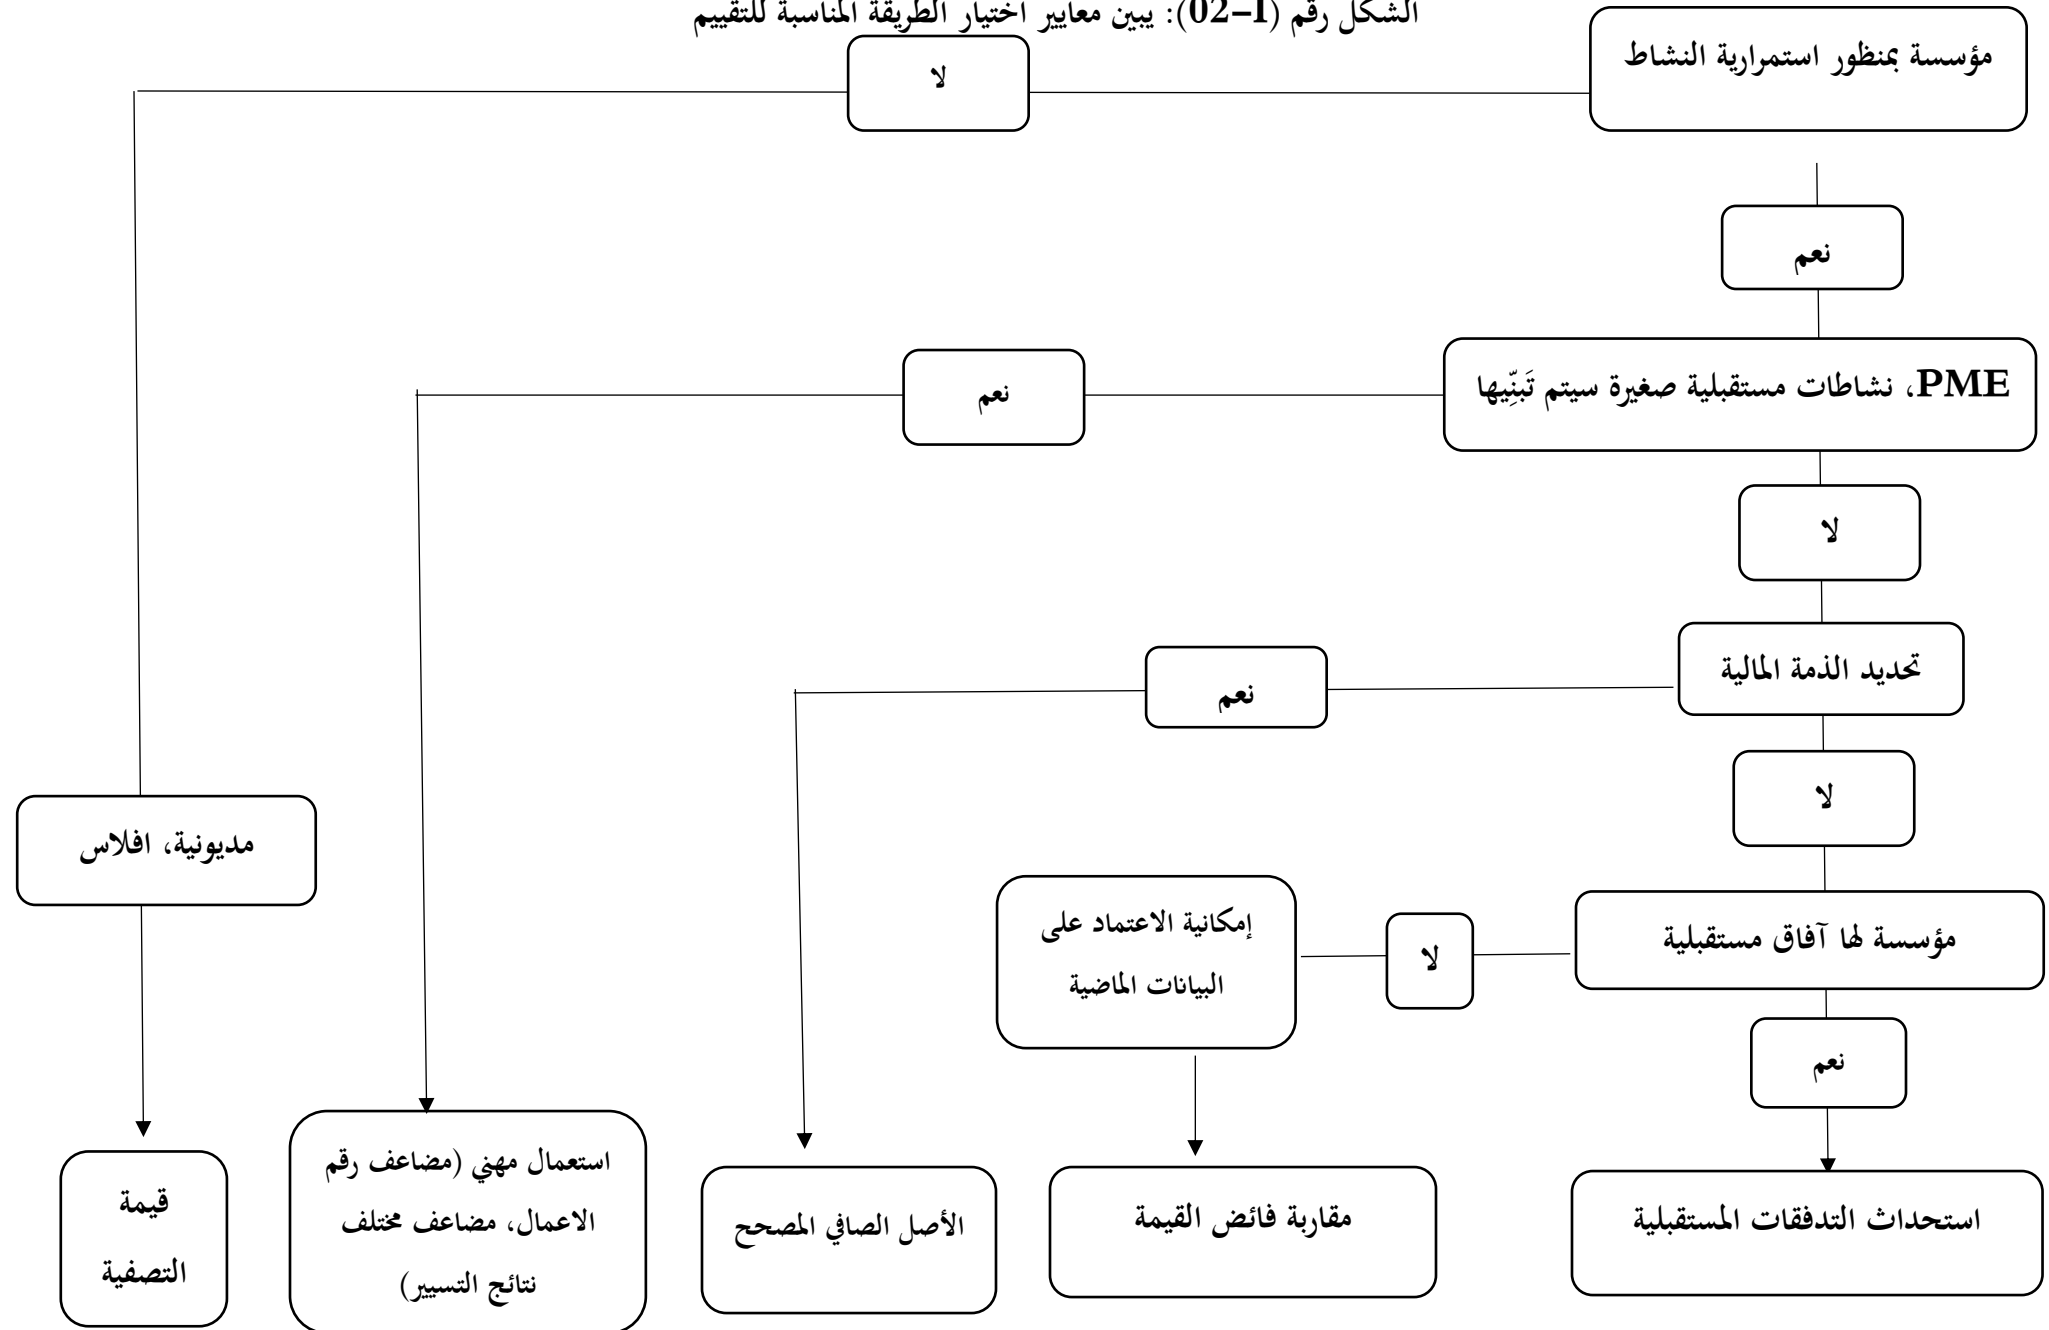 الشكل رقم (I-02): يبين معايير اختيار الطريقة المناسبة للتقييم
مؤسسة بمنظور استمرارية النشاط
لا
نعم
PME، نشاطات مستقبلية صغيرة سيتم تَبنِّيها
نعم
لا
تحديد الذمة المالية
نعم
لا
مديونية، افلاس
مؤسسة لها آفاق مستقبلية
لا
إمكانية الاعتماد على
البيانات الماضية
نعم
استحداث التدفقات المستقبلية
مقاربة فائض القيمة
الأصل الصافي المصحح
استعمال مهني (مضاعف رقم
الاعمال، مضاعف مختلف
نتائج التسيير)
قيمة
التصفية